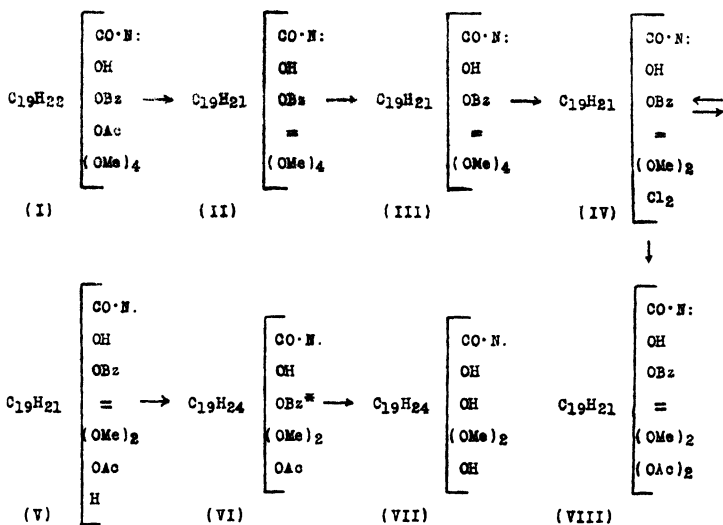 C19H22 [ CO·N: OH OBz OAc (OMe)4 → C19H21 [ CO·N: OH OBz = (OMe)4 → C19H21 [ CO·N: OH OBz = (OMe)4 → C19H21 [ CO·N: OH OBz = (OMe)2 Cl2 ⇄
(I) (II) (III) (IV)
↓
C19H21 [ CO·N. OH OBz = (OMe)2 OAc H → C19H24 [ CO·N. OH OBz* (OMe)2 OAc → C19H24 [ CO·N. OH OH (OMe)2 OH C19H21 [ CO·N: OH OBz = (OMe)2 (OAc)2
(V) (VI) (VII) (VIII)